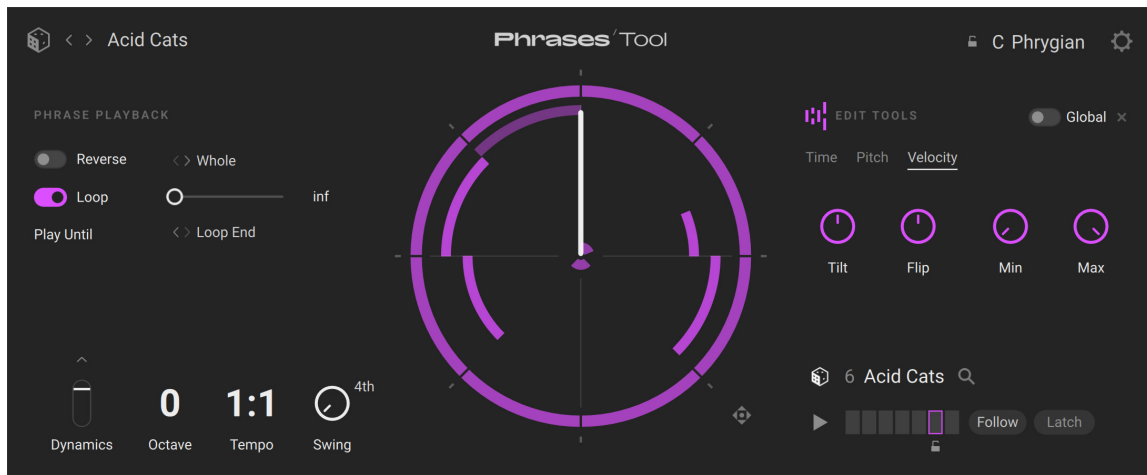 Acid Cats
Phrases'Tool
C Phrygian
PHRASE PLAYBACK
Reverse
Whole
Loop
inf
Play Until
Loop End
EDIT TOOLS
Global
Time Pitch Velocity
Tilt Flip Min Max
0
1:1
4th
Dynamics Octave Tempo Swing
6 Acid Cats
Follow Latch